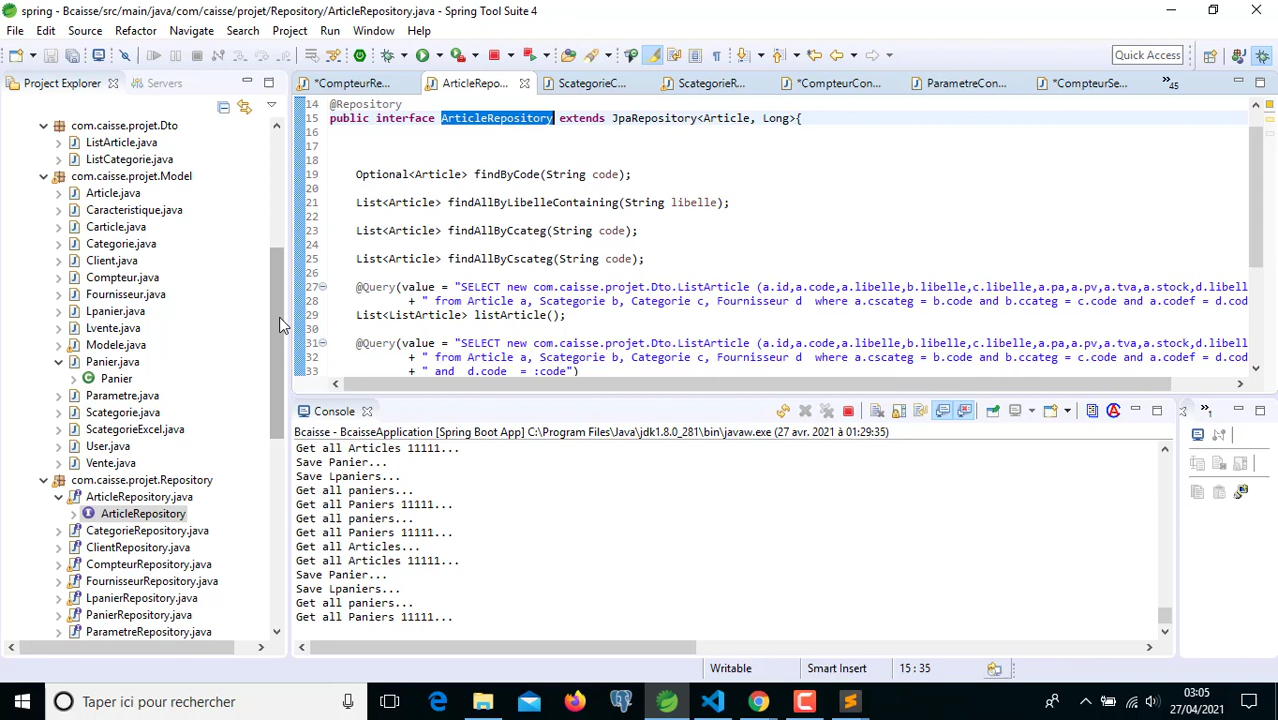 spring - Bcaisse/src/main/java/com/caisse/projet/Repository/ArticleRepository.java - Spring Tool Suite 4
File Edit Source Refactor Navigate Search Project Run Window Help
Quick Access
Project Explorer Servers
*CompteurRe... ArticleRepo... ScategorieC... ScategorieR... *CompteurCon... ParametreCon... *CompteurSe... 45
com.caisse.projet.Dto
ListArticle.java
ListCategorie.java
com.caisse.projet.Model
Article.java
Caracteristique.java
Carticle.java
Categorie.java
Client.java
Compteur.java
Fournisseur.java
Lpanier.java
Lvente.java
Modele.java
Panier.java
Panier
Parametre.java
Scategorie.java
ScategorieExcel.java
User.java
Vente.java
com.caisse.projet.Repository
ArticleRepository.java
ArticleRepository
CategorieRepository.java
ClientRepository.java
CompteurRepository.java
FournisseurRepository.java
LpanierRepository.java
PanierRepository.java
ParametreRepository.java
14 @Repository
15 public interface ArticleRepository extends JpaRepository<Article, Long>{
16
17
18
19 Optional<Article> findByCode(String code);
20
21 List<Article> findAllByLibelleContaining(String libelle);
22
23 List<Article> findAllByCcateg(String code);
24
25 List<Article> findAllByCscateg(String code);
26
27 @Query(value = "SELECT new com.caisse.projet.Dto.ListArticle (a.id,a.code,a.libelle,b.libelle,c.libelle,a.pa,a.pv,a.tva,a.stock,d.libell
28 + " from Article a, Scategorie b, Categorie c, Fournisseur d where a.cscateg = b.code and b.ccateg = c.code and a.codef = d.co
29 List<ListArticle> listArticle();
30
31 @Query(value = "SELECT new com.caisse.projet.Dto.ListArticle (a.id,a.code,a.libelle,b.libelle,c.libelle,a.pa,a.pv,a.tva,a.stock,d.libell
32 + " from Article a, Scategorie b, Categorie c, Fournisseur d where a.cscateg = b.code and b.ccateg = c.code and a.codef = d.co
33 + " and d.code = :code")
Console
1
Bcaisse - BcaisseApplication [Spring Boot App] C:\Program Files\Java\jdk1.8.0_281\bin\javaw.exe (27 avr. 2021 à 01:29:35)
Get all Articles 11111...
Save Panier...
Save Lpaniers...
Get all paniers...
Get all Paniers 11111...
Get all paniers...
Get all Paniers 11111...
Get all Articles...
Get all Articles 11111...
Save Panier...
Save Lpaniers...
Get all paniers...
Get all Paniers 11111...
Writable Smart Insert 15 : 35
Taper ici pour rechercher
03:05
27/04/2021